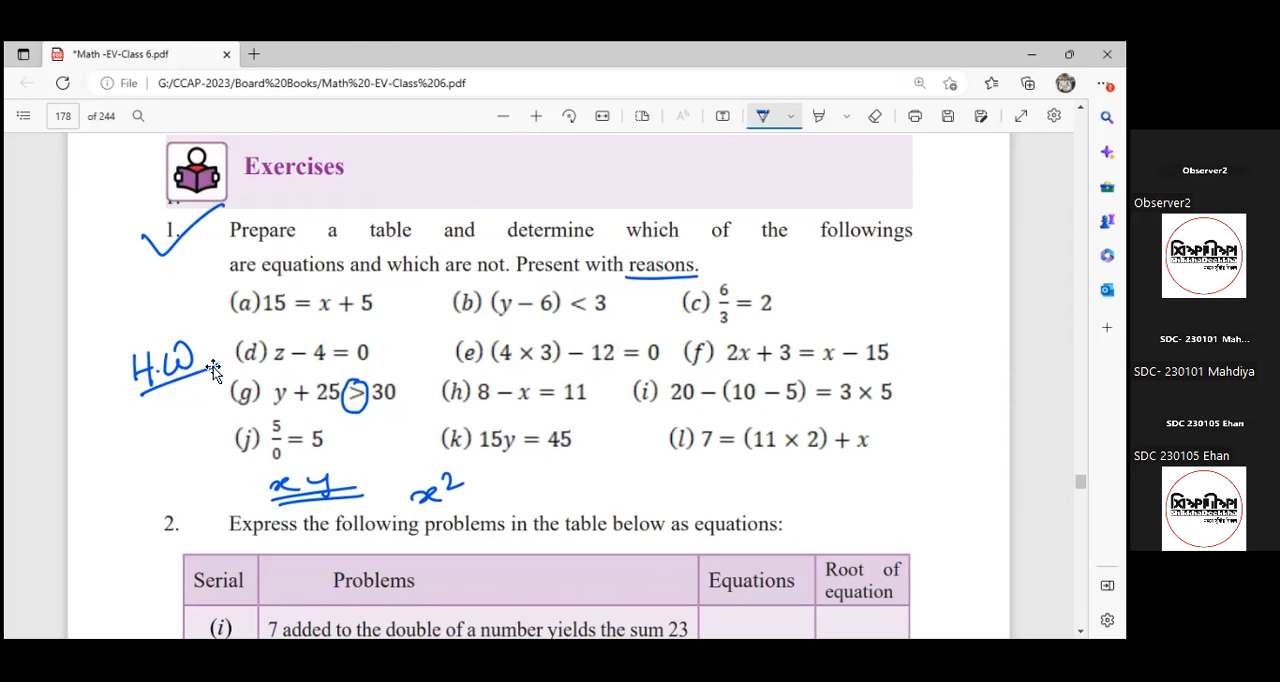 *Math -EV-Class 6.pdf
File | G:/CCAP-2023/Board%20Books/Math%20-EV-Class%206.pdf
178 of 244
Exercises
1. Prepare a table and determine which of the followings
are equations and which are not. Present with reasons.
(a)15 = x + 5 (b) (y − 6) < 3 (c) 6/3 = 2
H.W (d) z − 4 = 0 (e) (4 × 3) − 12 = 0 (f) 2x + 3 = x − 15
(g) y + 25 > 30 (h) 8 − x = 11 (i) 20 − (10 − 5) = 3 × 5
(j) 5/0 = 5 (k) 15y = 45 (l) 7 = (11 × 2) + x
x y x²
2. Express the following problems in the table below as equations:
Serial Problems Equations Root of
equation
(i) 7 added to the double of a number yields the sum 23
Observer2
Observer2
SDC- 230101 Mah...
SDC- 230101 Mahdiya
SDC 230105 Ehan
SDC 230105 Ehan